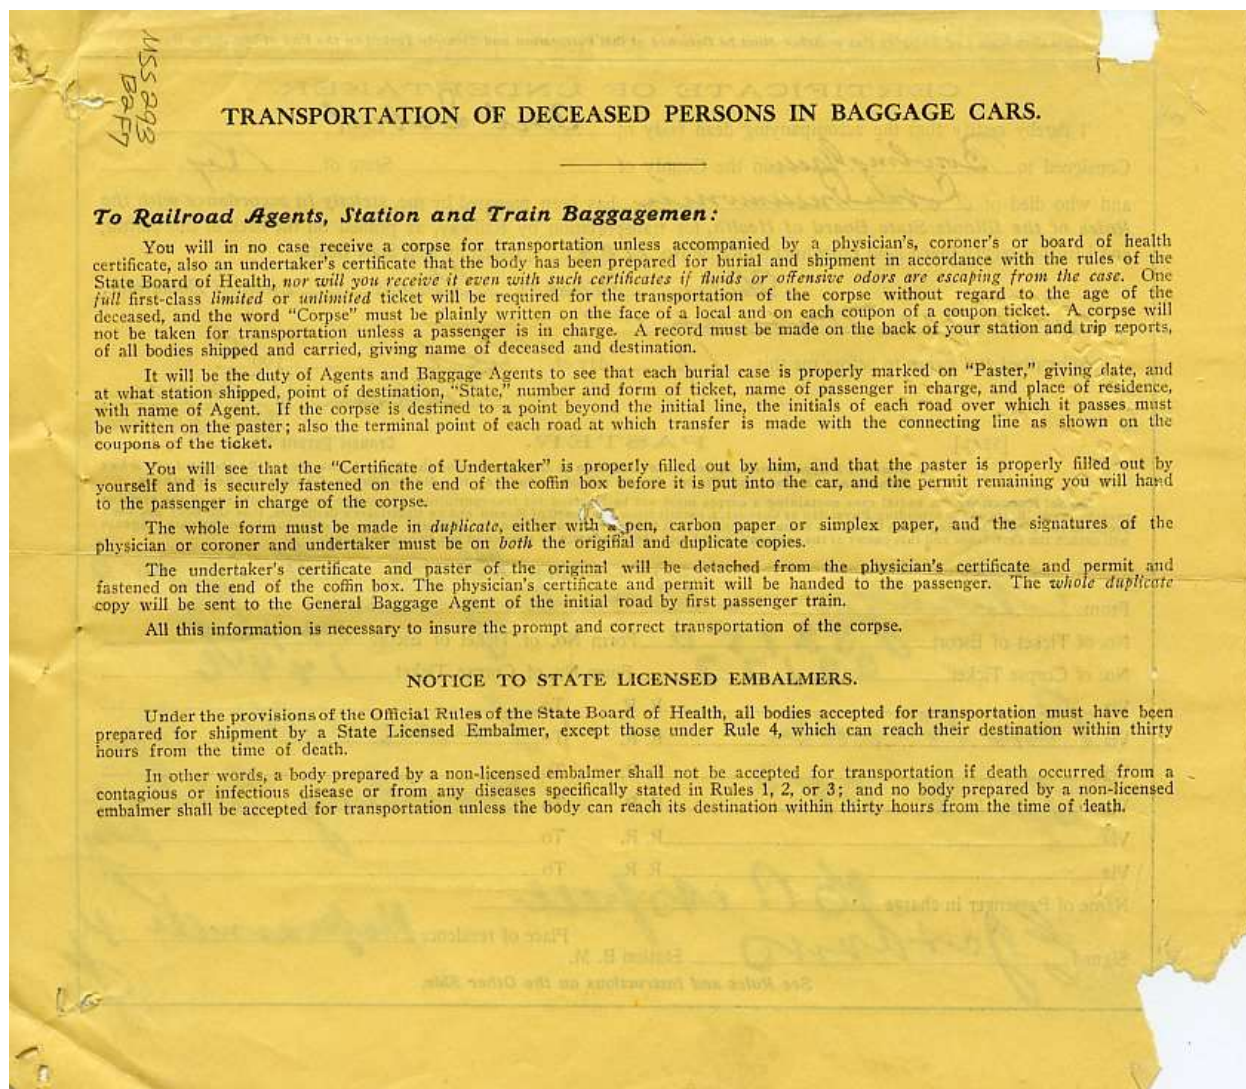 MSS 293
B2F7
TRANSPORTATION OF DECEASED PERSONS IN BAGGAGE CARS.
To Railroad Agents, Station and Train Baggagemen:
You will in no case receive a corpse for transportation unless accompanied by a physician's, coroner's or board of health
certificate, also an undertaker's certificate that the body has been prepared for burial and shipment in accordance with the rules of the
State Board of Health, nor will you receive it even with such certificates if fluids or offensive odors are escaping from the case. One
full first-class limited or unlimited ticket will be required for the transportation of the corpse without regard to the age of the
deceased, and the word "Corpse" must be plainly written on the face of a local and on each coupon of a coupon ticket. A corpse will
not be taken for transportation unless a passenger is in charge. A record must be made on the back of your station and trip reports,
of all bodies shipped and carried, giving name of deceased and destination.
It will be the duty of Agents and Baggage Agents to see that each burial case is properly marked on "Paster," giving date, and
at what station shipped, point of destination, "State," number and form of ticket, name of passenger in charge, and place of residence,
with name of Agent. If the corpse is destined to a point beyond the initial line, the initials of each road over which it passes must
be written on the paster; also the terminal point of each road at which transfer is made with the connecting line as shown on the
coupons of the ticket.
You will see that the "Certificate of Undertaker" is properly filled out by him, and that the paster is properly filled out by
yourself and is securely fastened on the end of the coffin box before it is put into the car, and the permit remaining you will hand
to the passenger in charge of the corpse.
The whole form must be made in duplicate, either with a pen, carbon paper or simplex paper, and the signatures of the
physician or coroner and undertaker must be on both the original and duplicate copies.
The undertaker's certificate and paster of the original will be detached from the physician's certificate and permit and
fastened on the end of the coffin box. The physician's certificate and permit will be handed to the passenger. The whole duplicate
copy will be sent to the General Baggage Agent of the initial road by first passenger train.
All this information is necessary to insure the prompt and correct transportation of the corpse.
NOTICE TO STATE LICENSED EMBALMERS.
Under the provisions of the Official Rules of the State Board of Health, all bodies accepted for transportation must have been
prepared for shipment by a State Licensed Embalmer, except those under Rule 4, which can reach their destination within thirty
hours from the time of death.
In other words, a body prepared by a non-licensed embalmer shall not be accepted for transportation if death occurred from a
contagious or infectious disease or from any diseases specifically stated in Rules 1, 2, or 3; and no body prepared by a non-licensed
embalmer shall be accepted for transportation unless the body can reach its destination within thirty hours from the time of death.